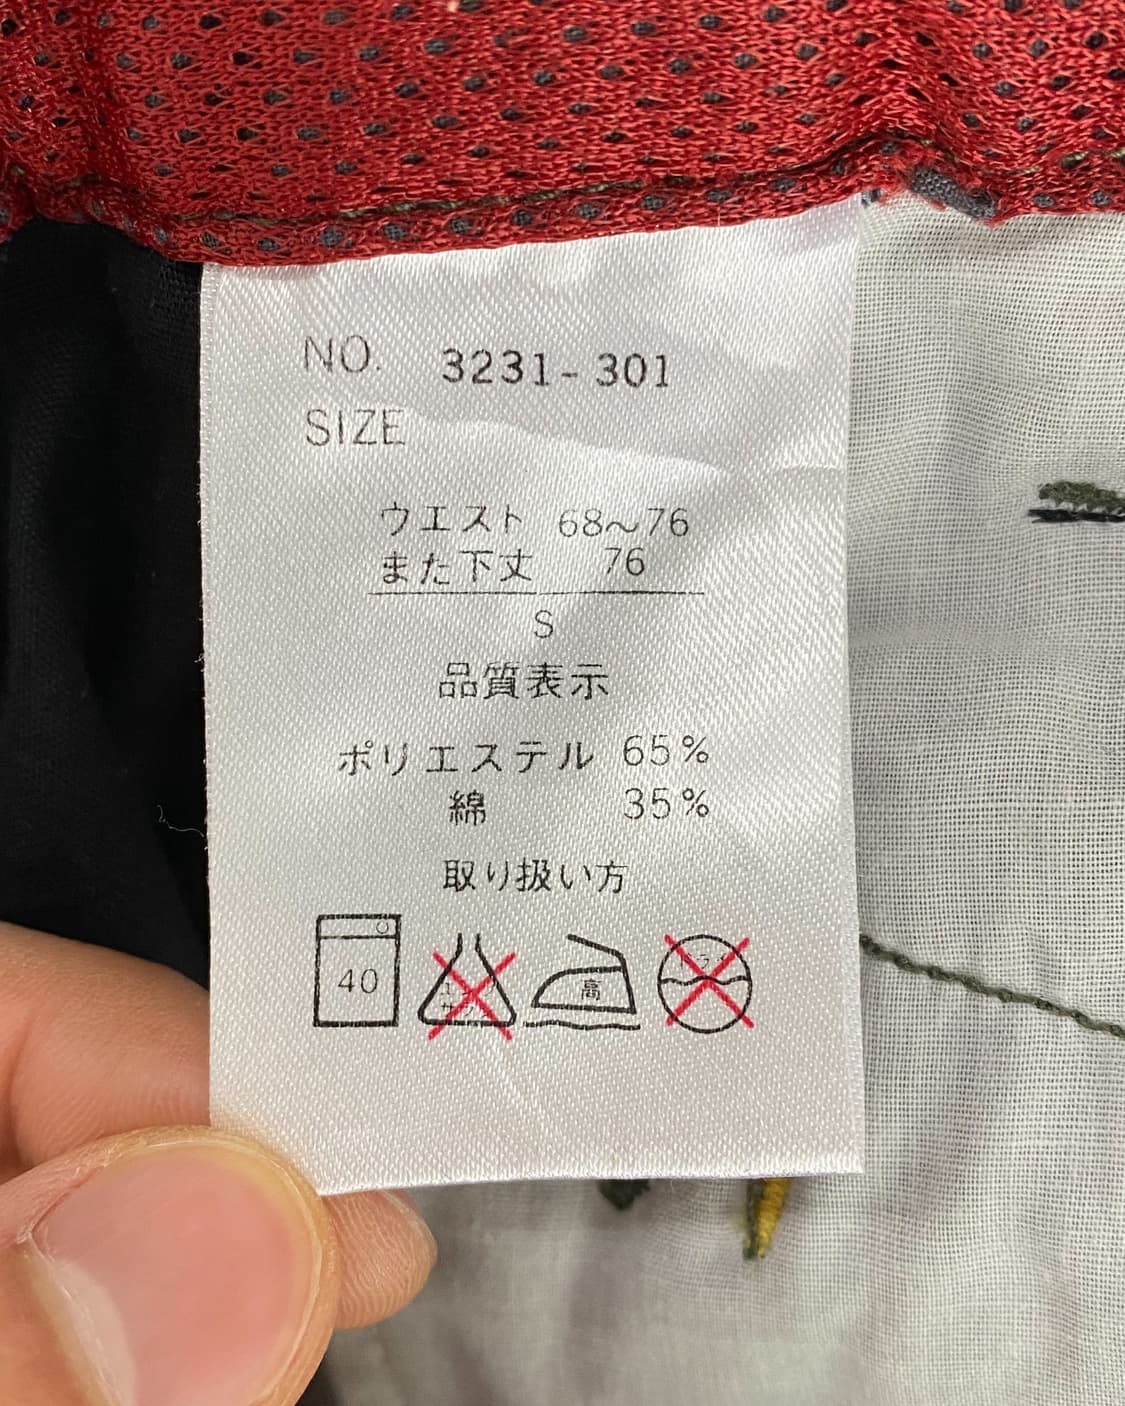 NO. 3231-301
SIZE
ウエスト 68～76
また下丈 76
S
品質表示
ポリエステル 65%
綿 35%
取り扱い方
40
高